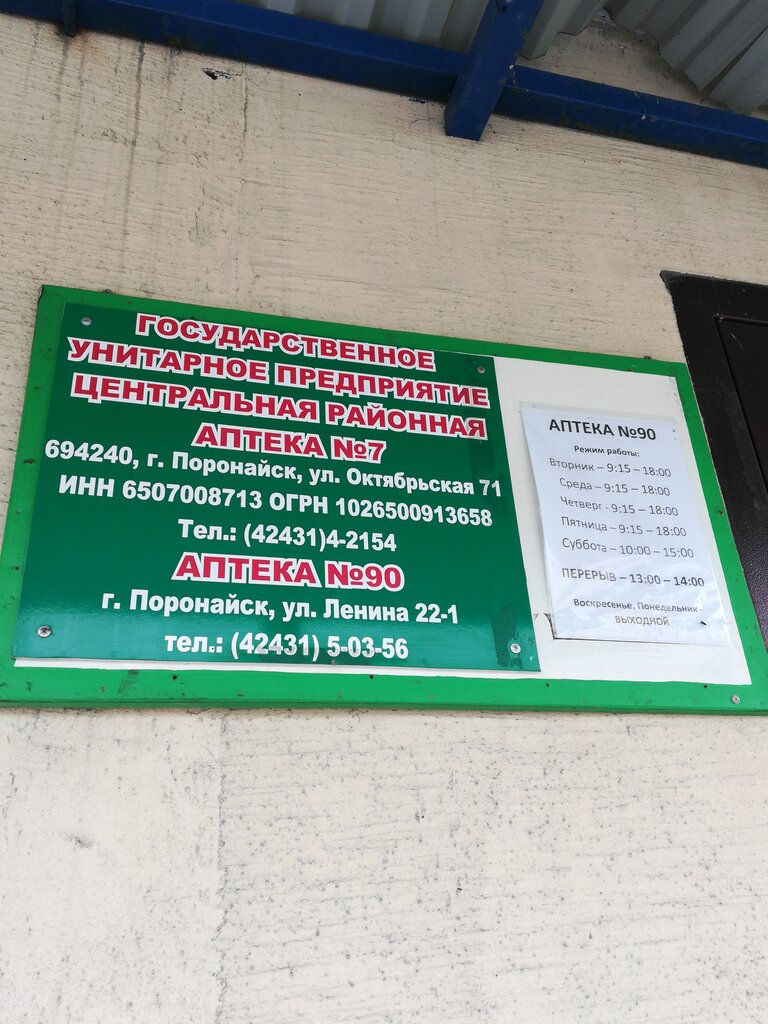 ГОСУДАРСТВЕННОЕ
УНИТАРНОЕ ПРЕДПРИЯТИЕ
ЦЕНТРАЛЬНАЯ РАЙОННАЯ
АПТЕКА №7
694240, г. Поронайск, ул. Октябрьская 71
ИНН 6507008713 ОГРН 1026500913658
Тел.: (42431)4-2154
АПТЕКА №90
г. Поронайск, ул. Ленина 22-1
тел.: (42431) 5-03-56
АПТЕКА №90
Режим работы:
Вторник – 9:15 – 18:00
Среда – 9:15 – 18:00
Четверг - 9:15 – 18:00
Пятница – 9:15 – 18:00
Суббота – 10:00 – 15:00
ПЕРЕРЫВ – 13:00 – 14:00
Воскресенье, Понедельник -
ВЫХОДНОЙ